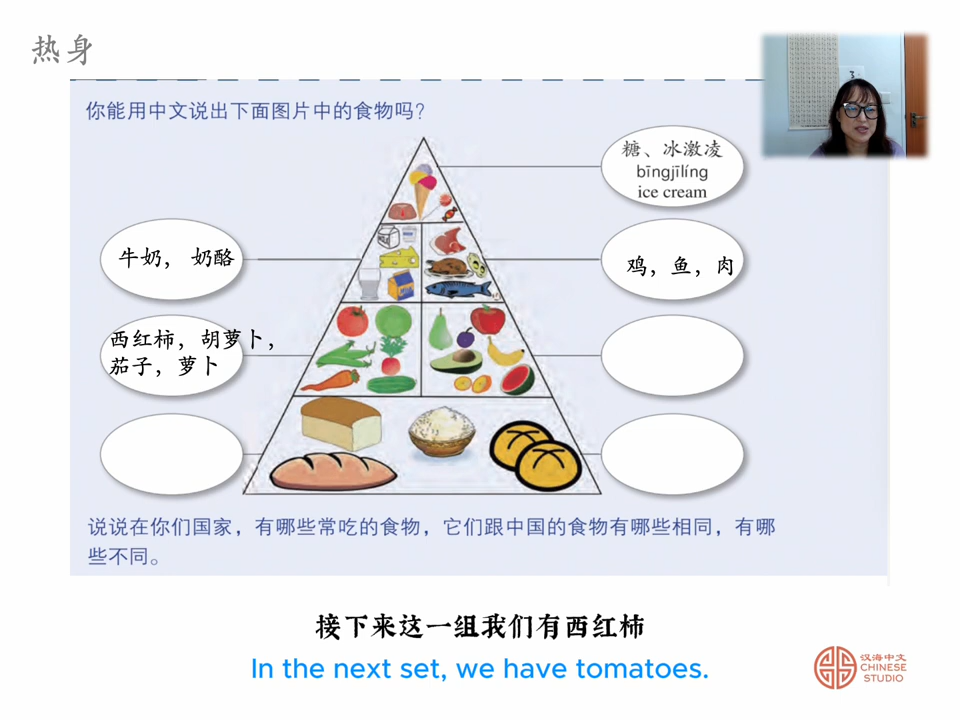 热身
你能用中文说出下面图片中的食物吗？
糖、冰激凌
bīngjīlíng
ice cream
牛奶， 奶酪
鸡，鱼，肉
西红柿，胡萝卜，
茄子，萝卜
说说在你们国家，有哪些常吃的食物，它们跟中国的食物有哪些相同，有哪
些不同。
接下来这一组我们有西红柿
In the next set, we have tomatoes.
汉海中文
CHINESE
STUDIO